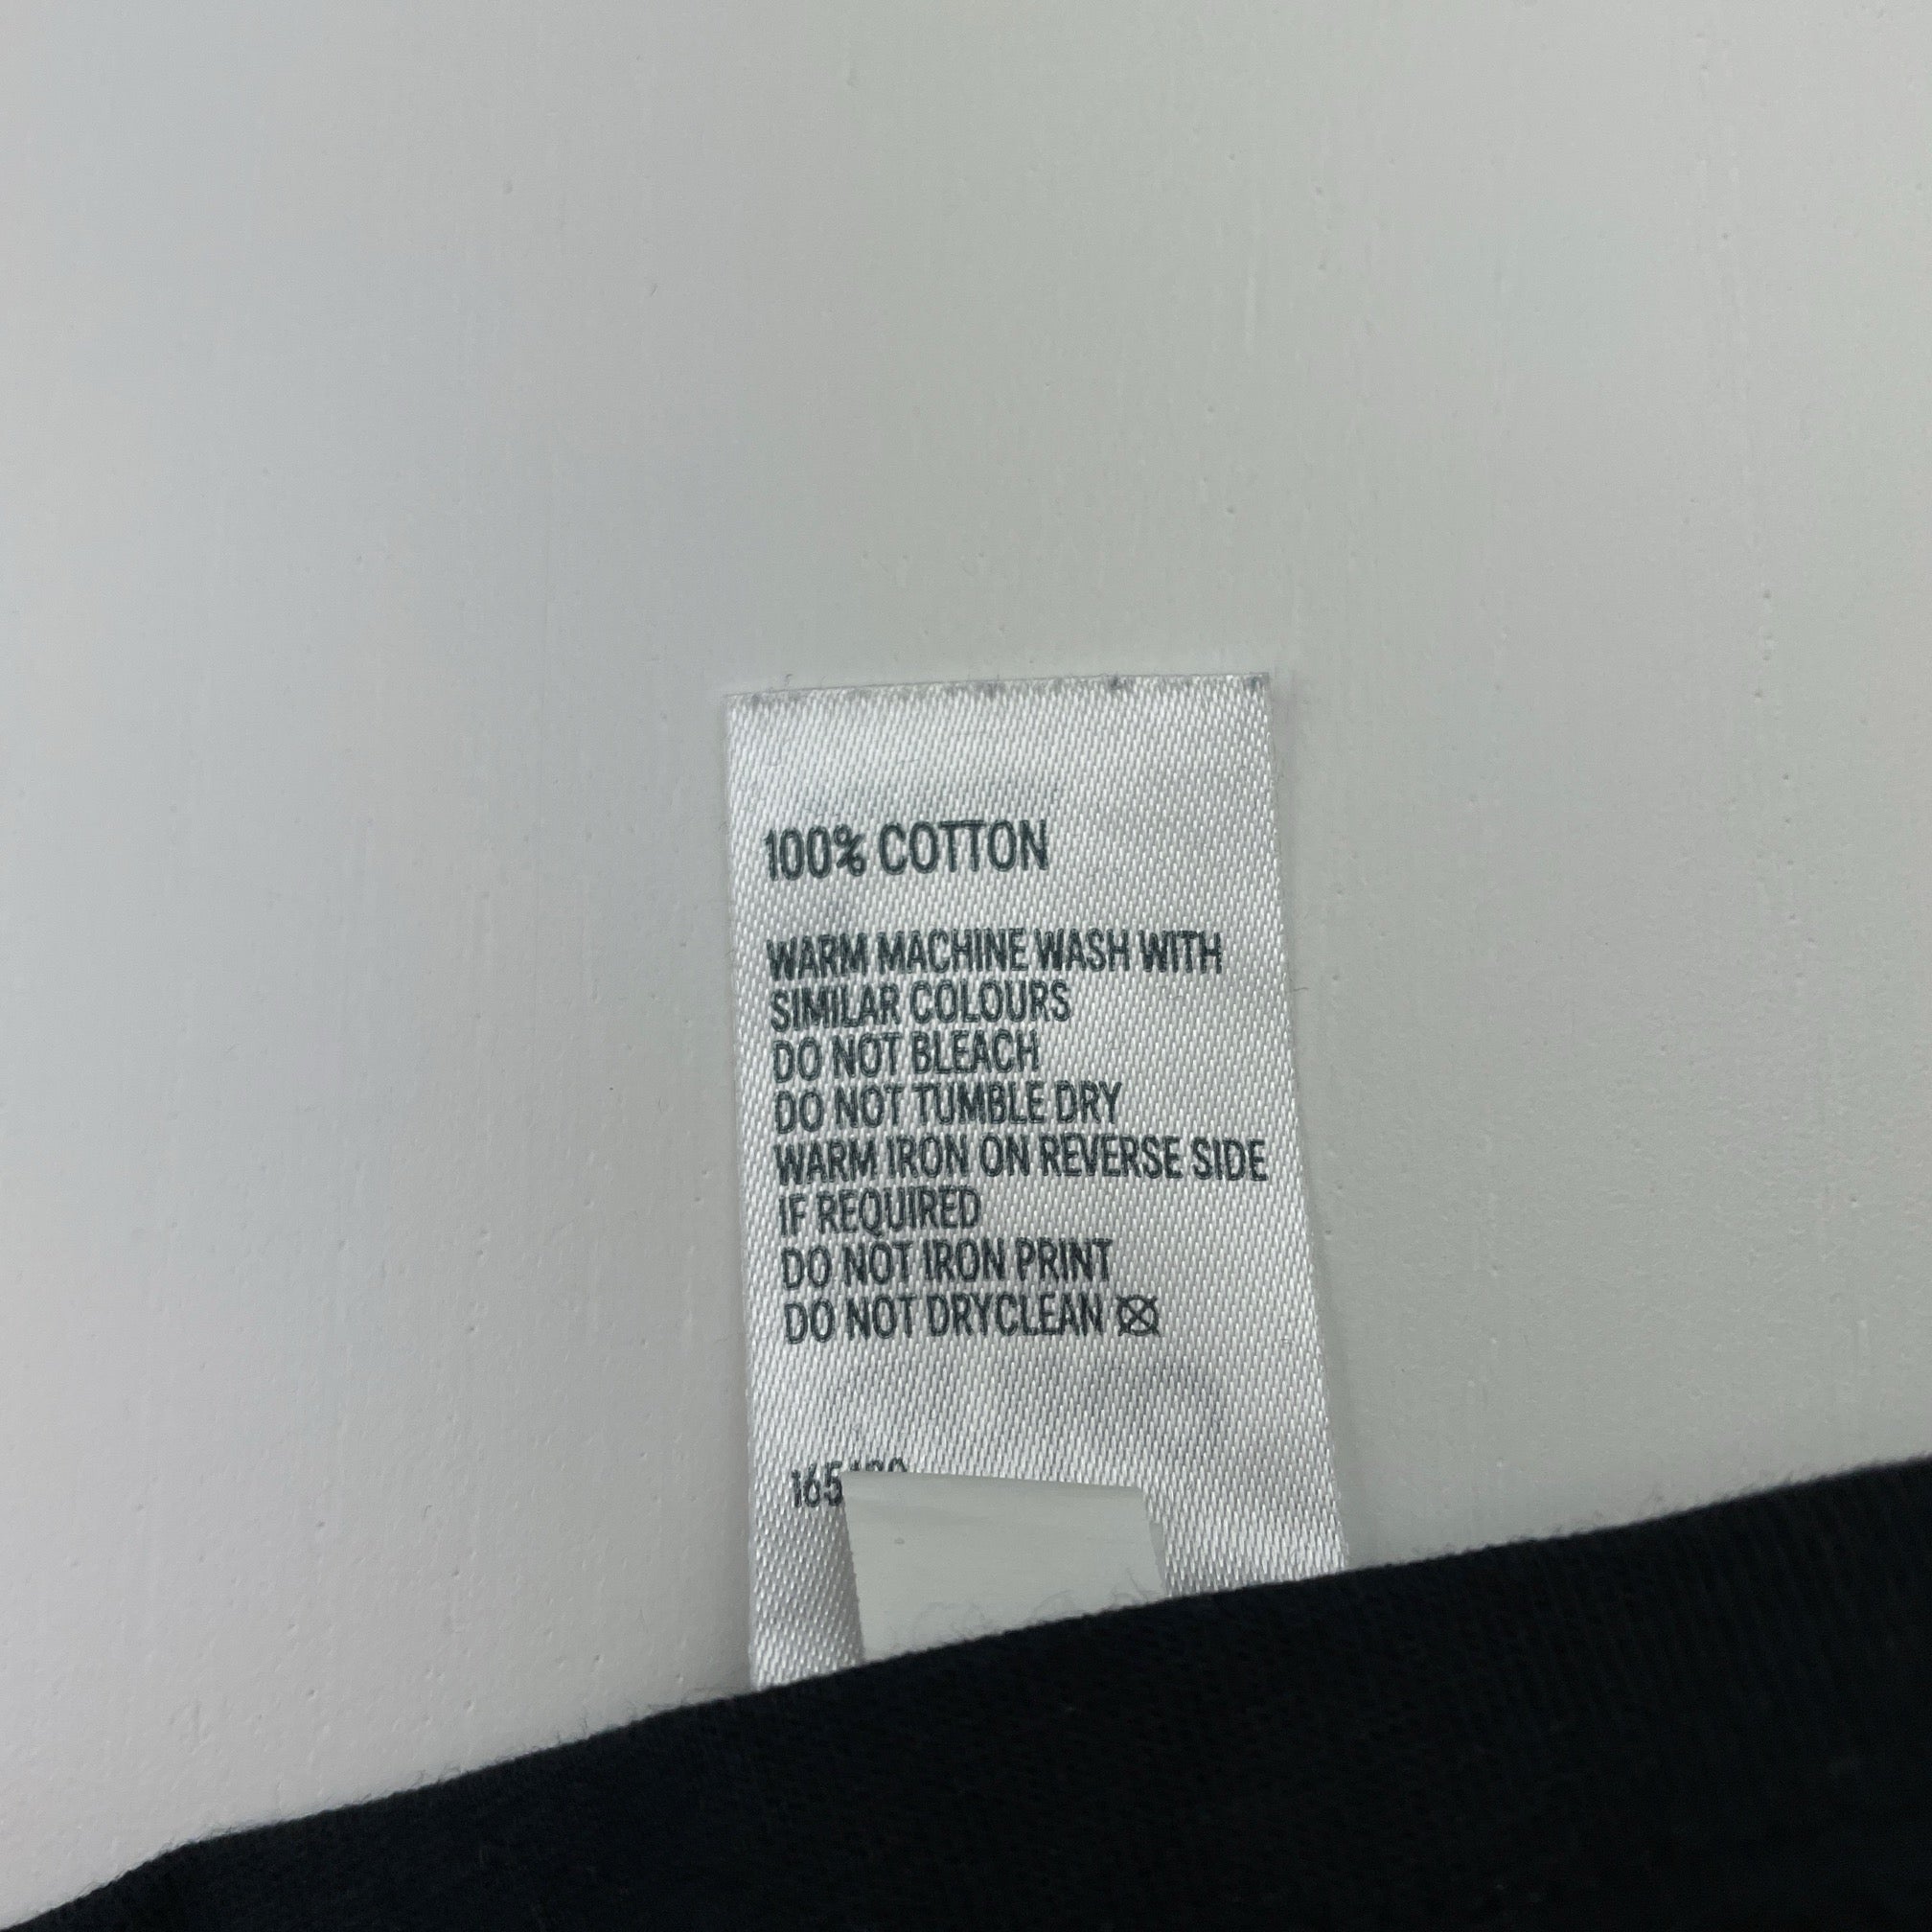 100% COTTON
WARM MACHINE WASH WITH
SIMILAR COLOURS
DO NOT BLEACH
DO NOT TUMBLE DRY
WARM IRON ON REVERSE SIDE
IF REQUIRED
DO NOT IRON PRINT
DO NOT DRYCLEAN